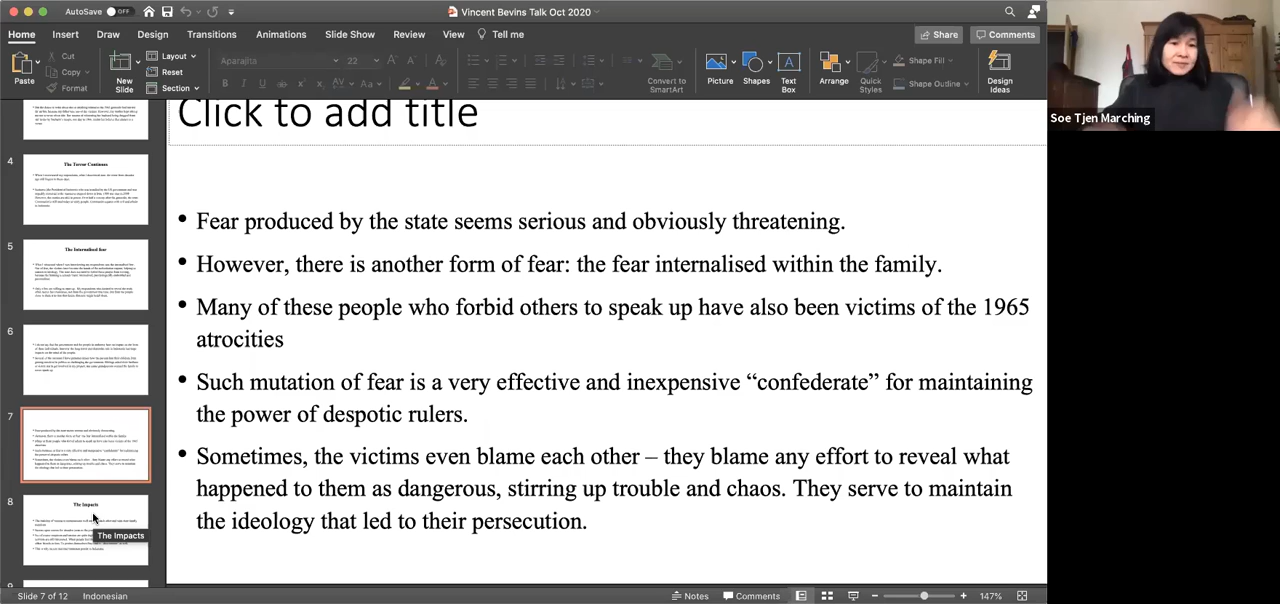 AutoSave OFF
Vincent Bevins Talk Oct 2020
Home Insert Draw Design Transitions Animations Slide Show Review View Tell me
Share Comments
Paste
Cut
Copy
Format
New
Slide
Layout
Reset
Section
Aparajita 22
Convert to
SmartArt
Picture
Shapes
Text
Box
Arrange
Quick
Styles
Shape Fill
Shape Outline
Design
Ideas
Soe Tjen Marching
4
The Terror Continues
5
The Internalised fear
6
7
8
The Impacts
The Impacts
9
Click to add title
• Fear produced by the state seems serious and obviously threatening.
• However, there is another form of fear: the fear internalised within the family.
• Many of these people who forbid others to speak up have also been victims of the 1965
atrocities
• Such mutation of fear is a very effective and inexpensive “confederate” for maintaining
the power of despotic rulers.
• Sometimes, the victims even blame each other – they blame any effort to reveal what
happened to them as dangerous, stirring up trouble and chaos. They serve to maintain
the ideology that led to their persecution.
Slide 7 of 12 Indonesian
Notes Comments 147%